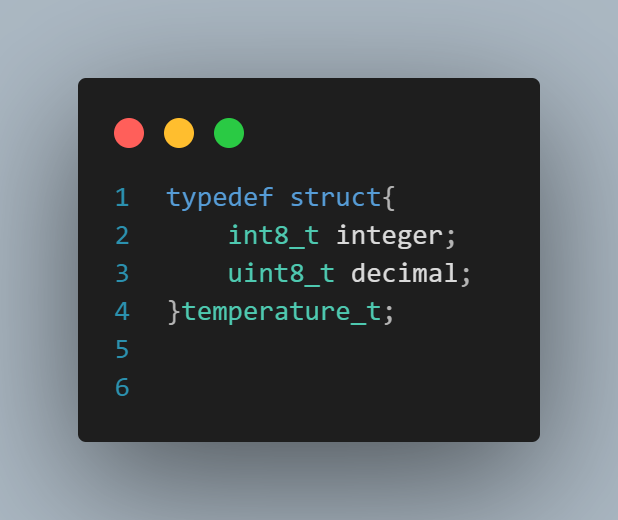 1 typedef struct{
2     int8_t integer;
3     uint8_t decimal;
4 }temperature_t;
5
6